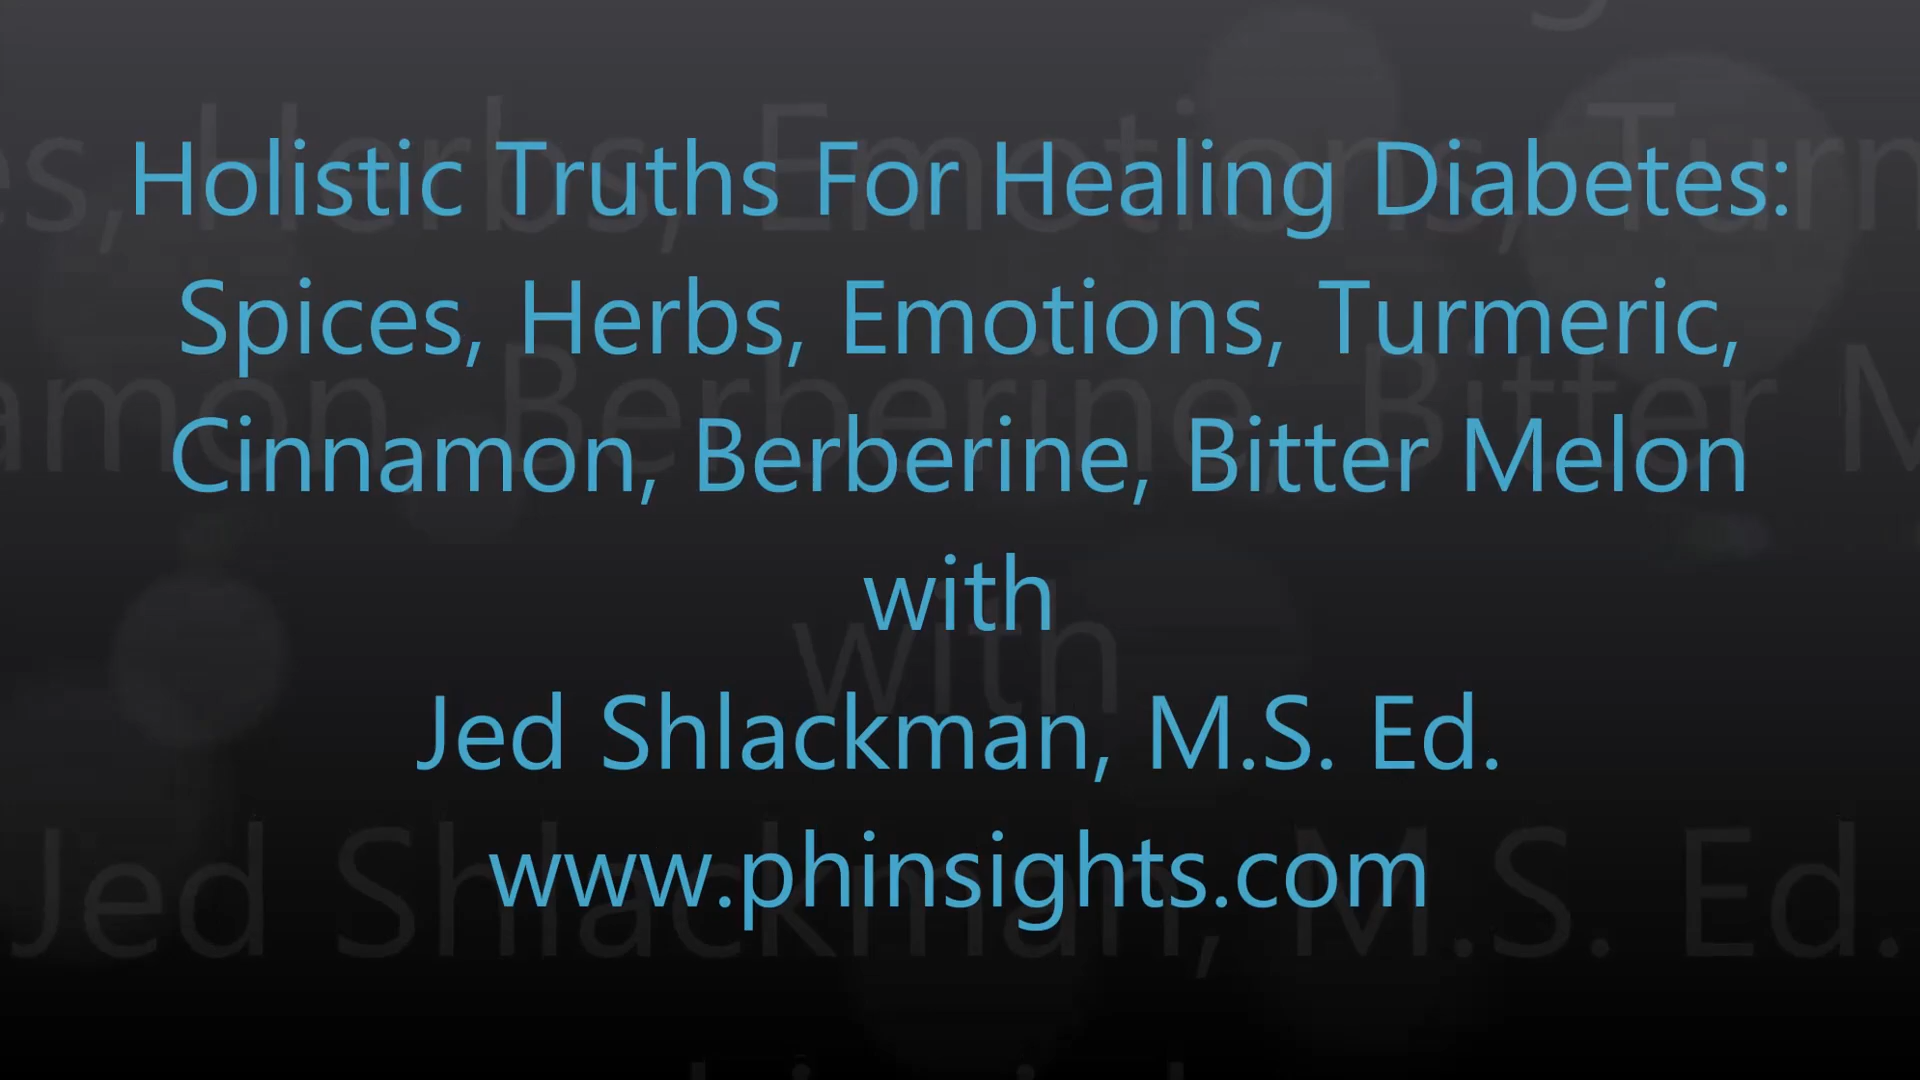 Holistic Truths For Healing Diabetes:
Spices, Herbs, Emotions, Turmeric,
Cinnamon, Berberine, Bitter Melon
with
Jed Shlackman, M.S. Ed.
www.phinsights.com